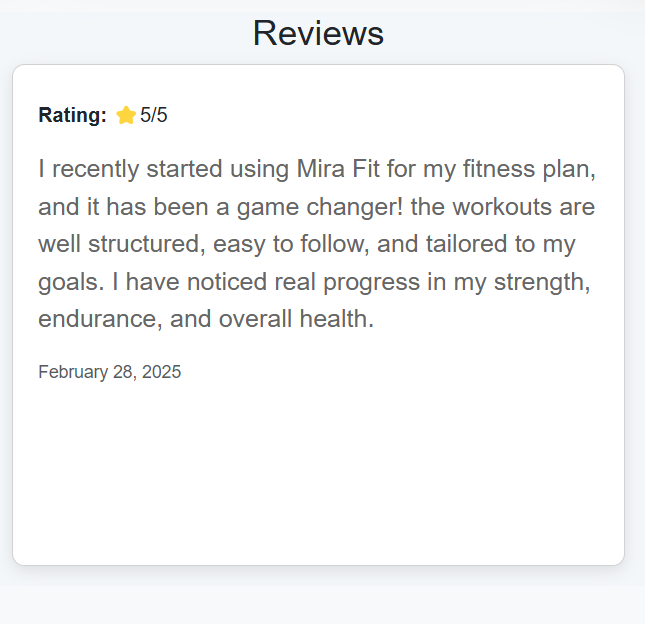 Reviews
Rating: ⭐ 5/5
I recently started using Mira Fit for my fitness plan,
and it has been a game changer! the workouts are
well structured, easy to follow, and tailored to my
goals. I have noticed real progress in my strength,
endurance, and overall health.
February 28, 2025